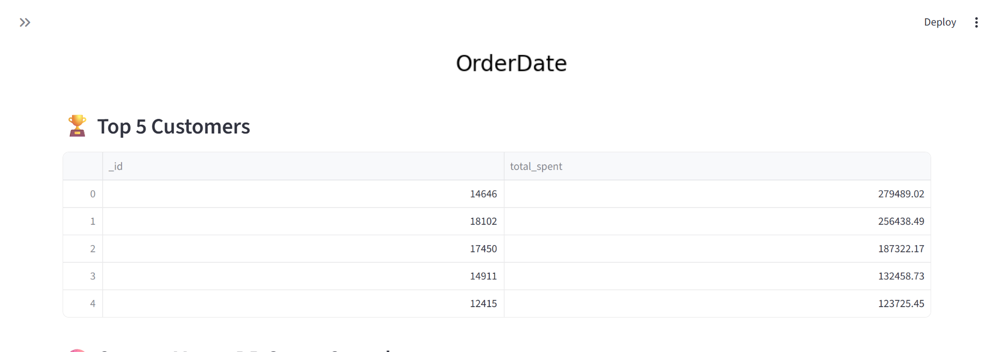 Deploy
OrderDate
🏆 Top 5 Customers
_id total_spent
0 14646 279489.02
1 18102 256438.49
2 17450 187322.17
3 14911 132458.73
4 12415 123725.45